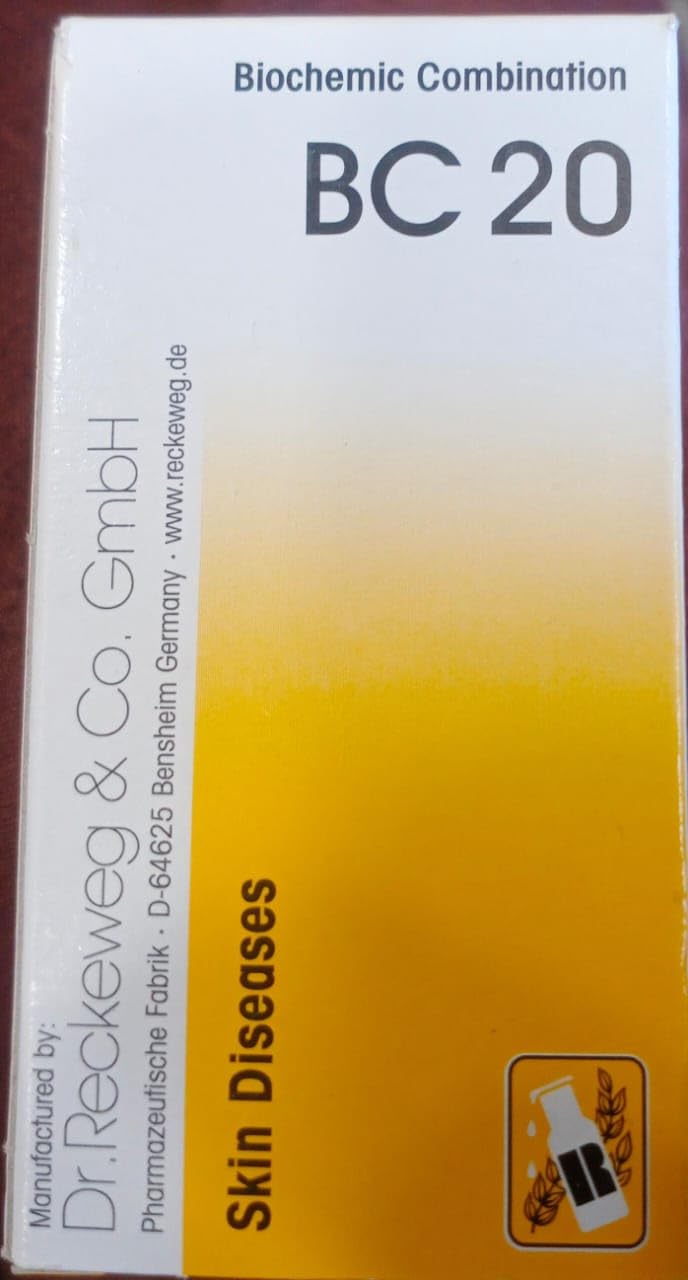 Biochemic Combination
BC 20
Manufactured by:
Dr.Reckeweg & Co. GmbH
Pharmazeutische Fabrik · D-64625 Bensheim Germany · www.reckeweg.de
Skin Diseases
R